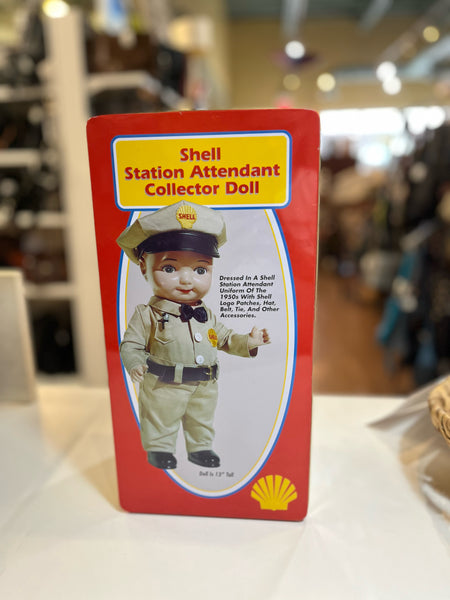 Shell
Station Attendant
Collector Doll
SHELL
Dressed In A Shell
Station Attendant
Uniform Of The
1950s With Shell
Logo Patches, Hat,
Belt, Tie, And Other
Accessories.
Doll Is 13" Tall